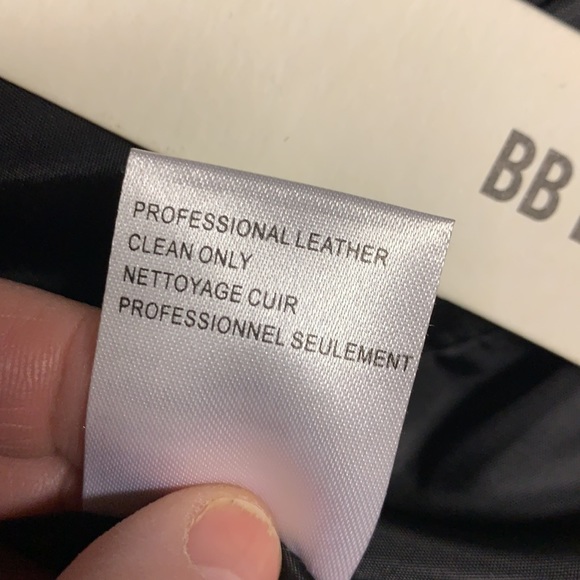 BB
PROFESSIONAL LEATHER
CLEAN ONLY
NETTOYAGE CUIR
PROFESSIONNEL SEULEMENT